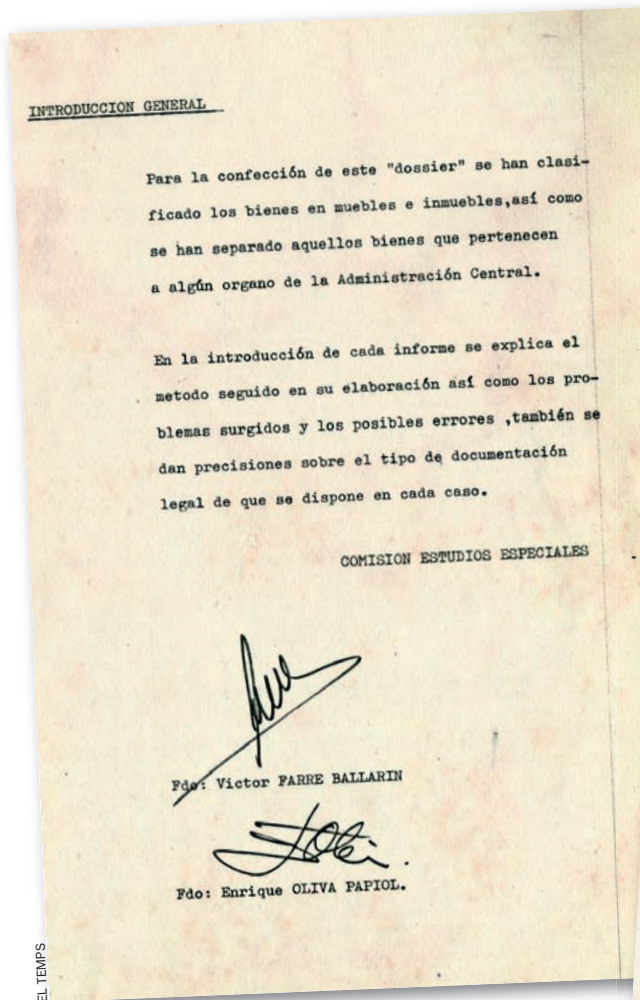 INTRODUCCION GENERAL
Para la confección de este "dossier" se han clasi-
ficado los bienes en muebles e inmuebles,así como
se han separado aquellos bienes que pertenecen
a algún organo de la Administración Central.
En la introducción de cada informe se explica el
metodo seguido en su elaboración así como los pro-
blemas surgidos y los posibles errores ,también se
dan precisiones sobre el tipo de documentación
legal de que se dispone en cada caso.
COMISION ESTUDIOS ESPECIALES
Fdo: Victor FARRE BALLARIN
Fdo: Enrique OLIVA PAPIOL.
EL TEMPS